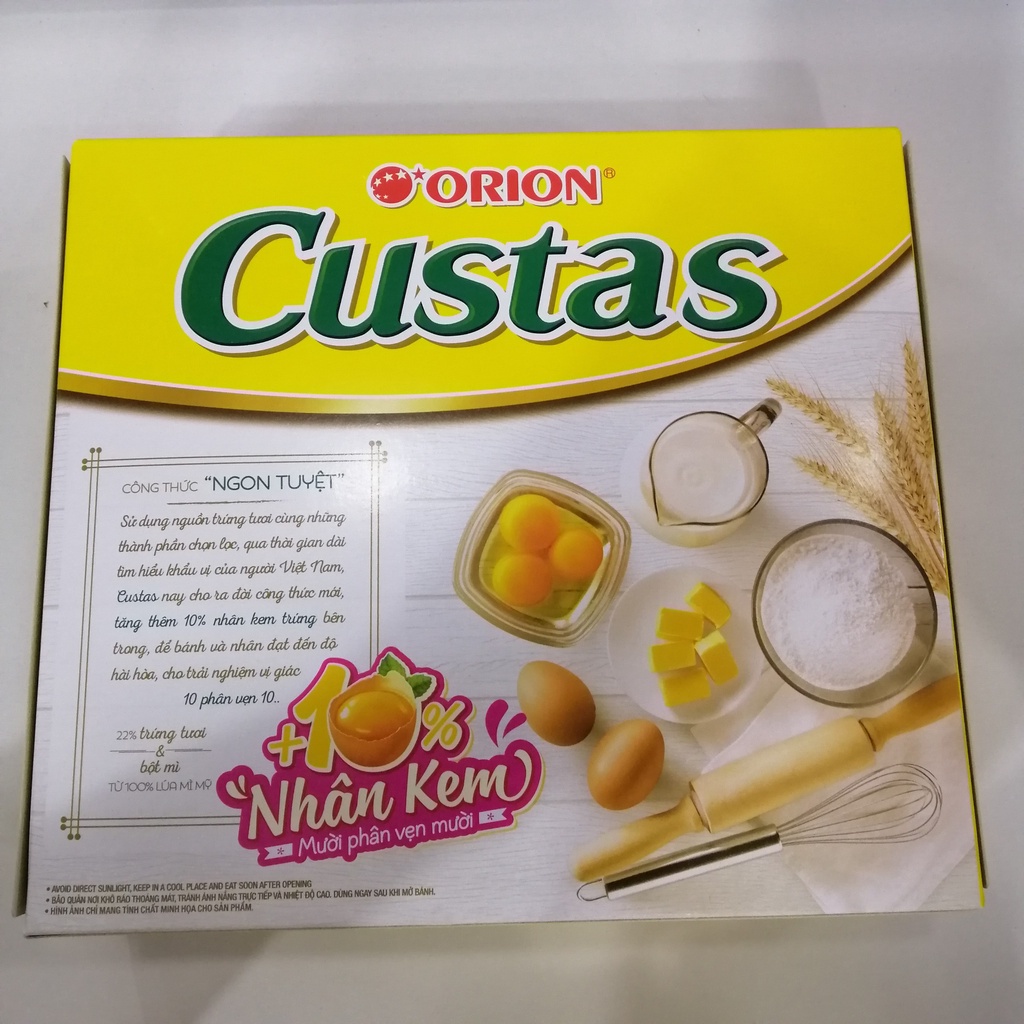 ORION®
Custas
CÔNG THỨC "NGON TUYỆT"
Sử dụng nguồn trứng tươi cùng những
thành phần chọn lọc, qua thời gian dài
tìm hiểu khẩu vị của người Việt Nam,
Custas nay cho ra đời công thức mới,
tăng thêm 10% nhân kem trứng bên
trong, để bánh và nhân đạt đến độ
hài hòa, cho trải nghiệm vị giác
10 phân vẹn 10..
22% trứng tươi
&
bột mì
TỪ 100% LÚA MÌ MỸ
+10%
"Nhân Kem"
Mười phân vẹn mười
• AVOID DIRECT SUNLIGHT, KEEP IN A COOL PLACE AND EAT SOON AFTER OPENING
• BẢO QUẢN NƠI KHÔ RÁO THOÁNG MÁT, TRÁNH ÁNH NẮNG TRỰC TIẾP VÀ NHIỆT ĐỘ CAO. DÙNG NGAY SAU KHI MỞ BÁNH.
• HÌNH ẢNH CHỈ MANG TÍNH CHẤT MINH HỌA CHO SẢN PHẨM.